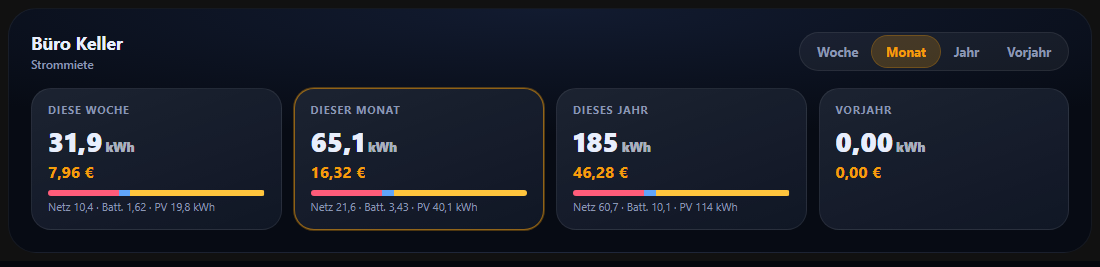 Büro Keller
Strommiete
Woche Monat Jahr Vorjahr
DIESE WOCHE
31,9 kWh
7,96 €
Netz 10,4 · Batt. 1,62 · PV 19,8 kWh
DIESER MONAT
65,1 kWh
16,32 €
Netz 21,6 · Batt. 3,43 · PV 40,1 kWh
DIESES JAHR
185 kWh
46,28 €
Netz 60,7 · Batt. 10,1 · PV 114 kWh
VORJAHR
0,00 kWh
0,00 €